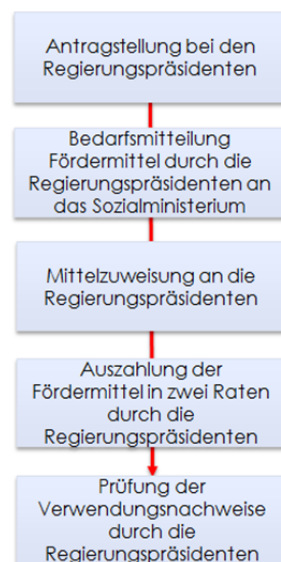 Antragstellung bei den
Regierungspräsidenten
Bedarfsmitteilung
Fördermittel durch die
Regierungspräsidenten an
das Sozialministerium
Mittelzuweisung an die
Regierungspräsidenten
Auszahlung der
Fördermittel in zwei Raten
durch die
Regierungspräsidenten
Prüfung der
Verwendungsnachweise
durch die
Regierungspräsidenten